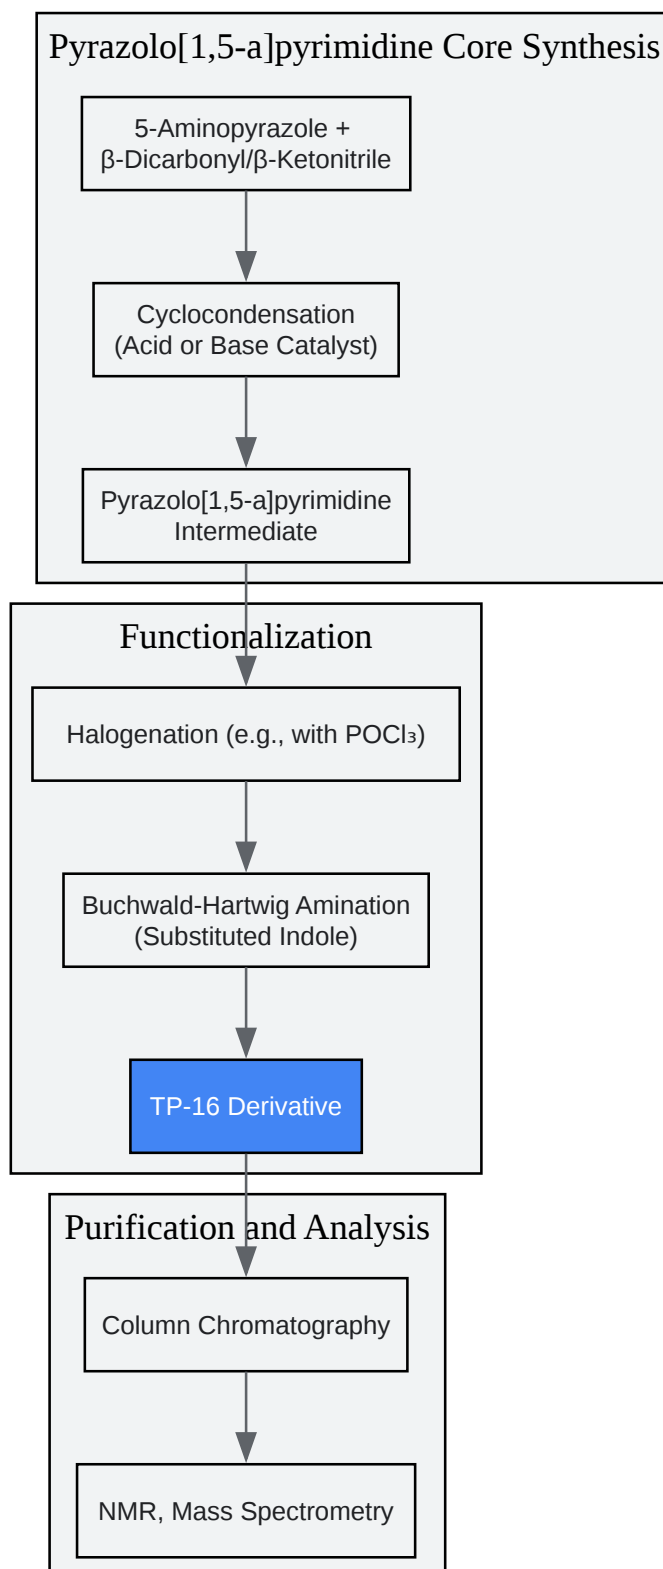 Pyrazolo[1,5-a]pyrimidine Core Synthesis
5-Aminopyrazole +
β-Dicarbonyl/β-Ketonitrile
Cyclocondensation
(Acid or Base Catalyst)
Pyrazolo[1,5-a]pyrimidine
Intermediate
Functionalization
Halogenation (e.g., with POCl₃)
Buchwald-Hartwig Amination
(Substituted Indole)
TP-16 Derivative
Purification and Analysis
Column Chromatography
NMR, Mass Spectrometry